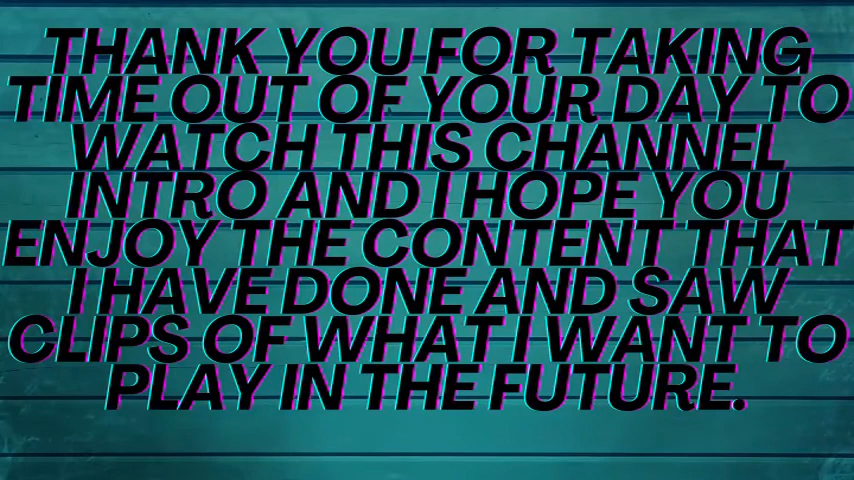 THANK YOU FOR TAKING
TIME OUT OF YOUR DAY TO
WATCH THIS CHANNEL
INTRO AND I HOPE YOU
ENJOY THE CONTENT THAT
I HAVE DONE AND SAW
CLIPS OF WHAT I WANT TO
PLAY IN THE FUTURE.